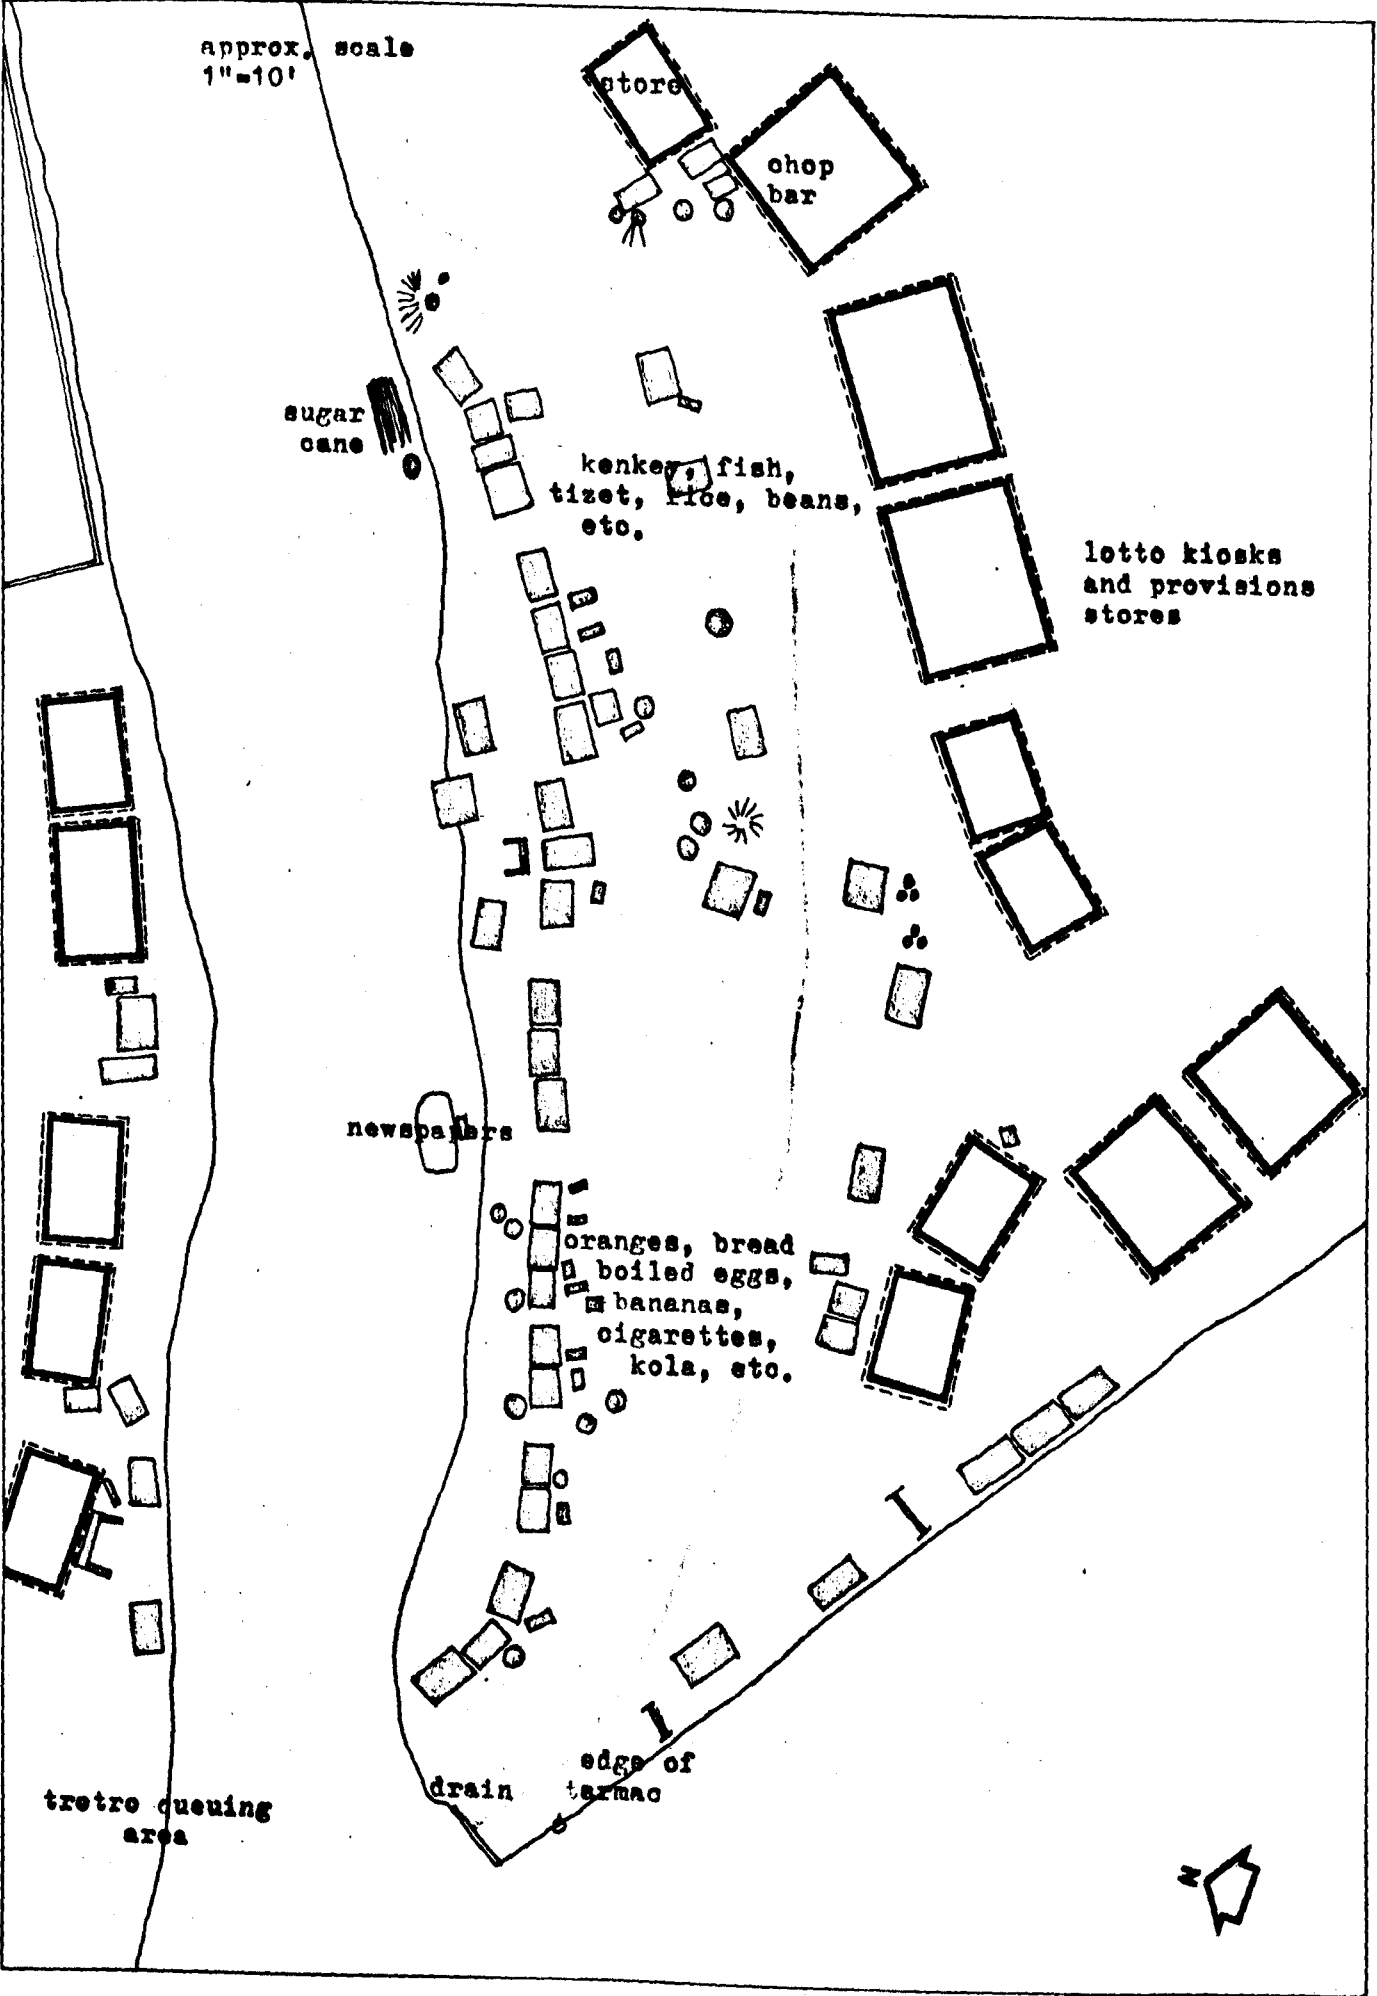 approx. scale
1"=10'
store
chop
bar
sugar
cane
kenkey, fish,
tizet, rice, beans,
etc.
lotto kiosks
and provisions
stores
newspapers
oranges, bread
boiled eggs,
bananas,
cigarettes,
kola, etc.
edge of
tarmac
drain
trotro queuing
area
N